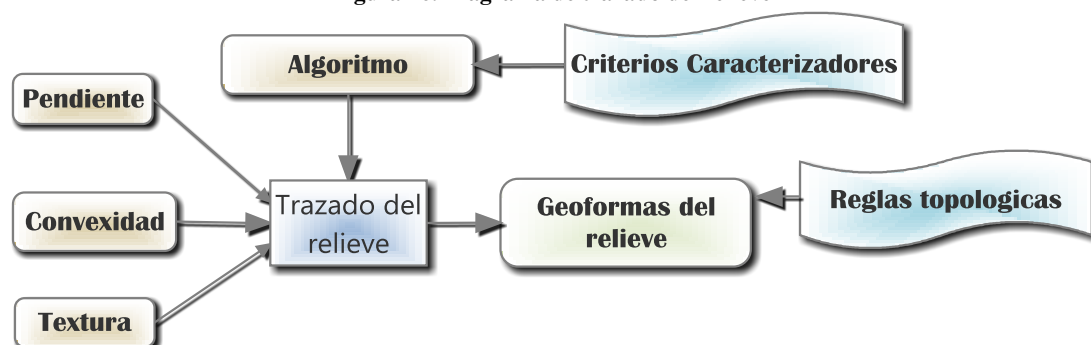 Algoritmo
Criterios Caracterizadores
Pendiente
Trazado del
relieve
Convexidad
Geoformas del
relieve
Reglas topologicas
Textura